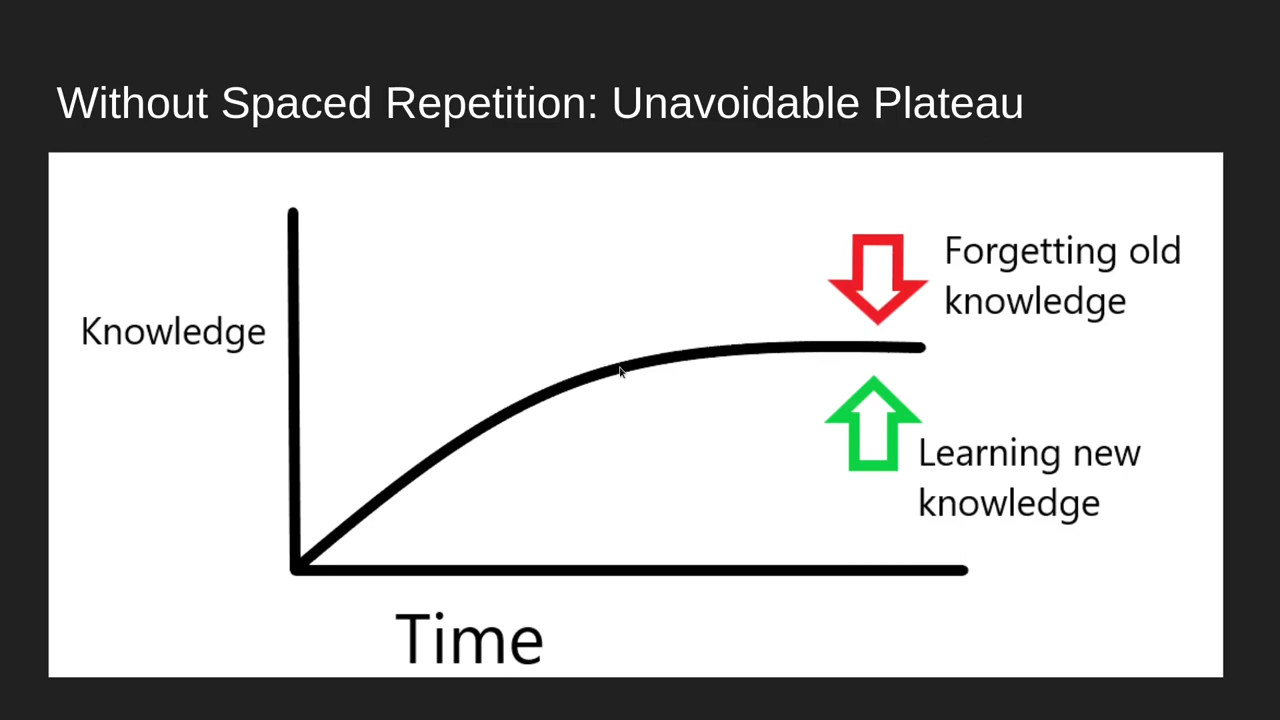 Without Spaced Repetition: Unavoidable Plateau
Forgetting old
knowledge
Knowledge
Learning new
knowledge
Time